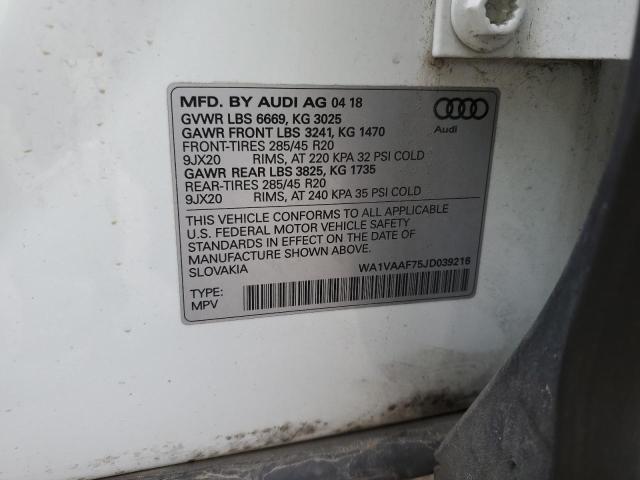 MFD. BY AUDI AG 04 18
GVWR LBS 6669, KG 3025
GAWR FRONT LBS 3241, KG 1470
FRONT-TIRES 285/45 R20
9JX20 RIMS, AT 220 KPA 32 PSI COLD
GAWR REAR LBS 3825, KG 1735
REAR-TIRES 285/45 R20
9JX20 RIMS, AT 240 KPA 35 PSI COLD
Audi
THIS VEHICLE CONFORMS TO ALL APPLICABLE
U.S. FEDERAL MOTOR VEHICLE SAFETY
STANDARDS IN EFFECT ON THE DATE OF
MANUFACTURE SHOWN ABOVE.
SLOVAKIA
WA1VAAF75JD039216
TYPE:
MPV